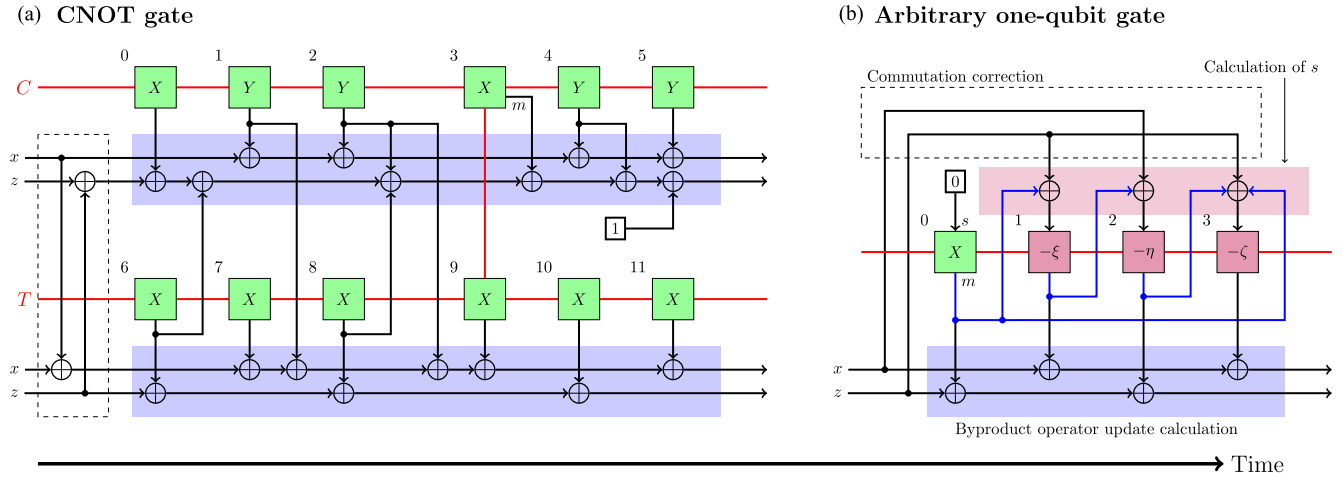 (a) CNOT gate
0 1 2 3 4 5
C X Y Y X Y Y
m
x
z
1
6 7 8 9 10 11
T X X X X X X
x
z
(b) Arbitrary one-qubit gate
Calculation of s
Commutation correction
0
0 s 1 2 3
X −ξ −η −ζ
m
x
z
Byproduct operator update calculation
Time